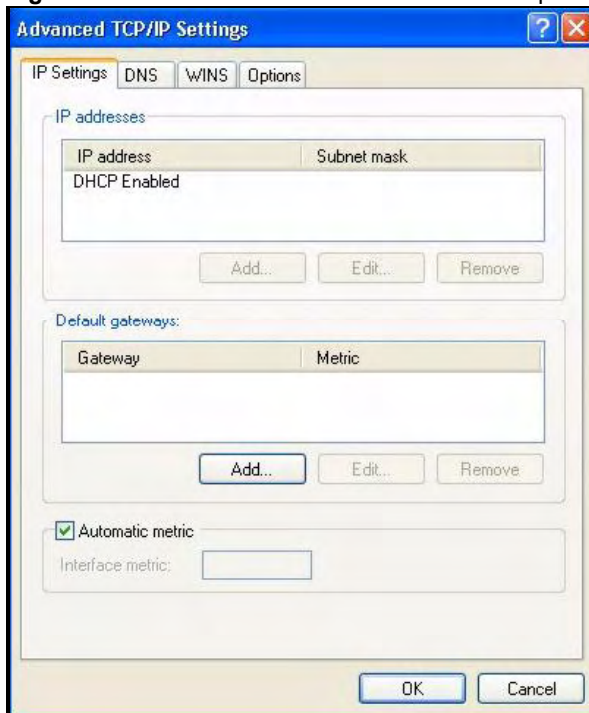 Advanced TCP/IP Settings
IP Settings DNS WINS Options
IP addresses
IP address Subnet mask
DHCP Enabled
Add... Edit... Remove
Default gateways:
Gateway Metric
Add... Edit... Remove
Automatic metric
Interface metric:
OK Cancel